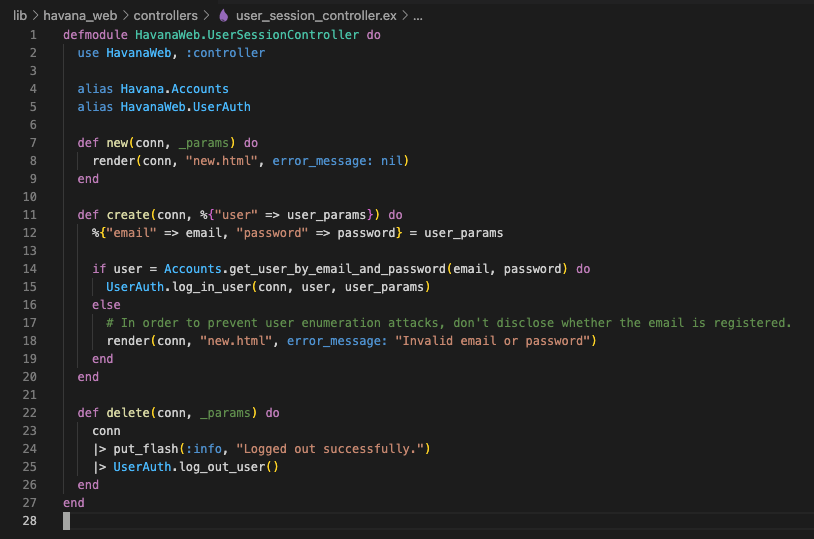 lib > havana_web > controllers > user_session_controller.ex > ...
1 defmodule HavanaWeb.UserSessionController do
2   use HavanaWeb, :controller
3
4   alias Havana.Accounts
5   alias HavanaWeb.UserAuth
6
7   def new(conn, _params) do
8     render(conn, "new.html", error_message: nil)
9   end
10
11   def create(conn, %{"user" => user_params}) do
12     %{"email" => email, "password" => password} = user_params
13
14     if user = Accounts.get_user_by_email_and_password(email, password) do
15       UserAuth.log_in_user(conn, user, user_params)
16     else
17       # In order to prevent user enumeration attacks, don't disclose whether the email is registered.
18       render(conn, "new.html", error_message: "Invalid email or password")
19     end
20   end
21
22   def delete(conn, _params) do
23     conn
24     |> put_flash(:info, "Logged out successfully.")
25     |> UserAuth.log_out_user()
26   end
27 end
28